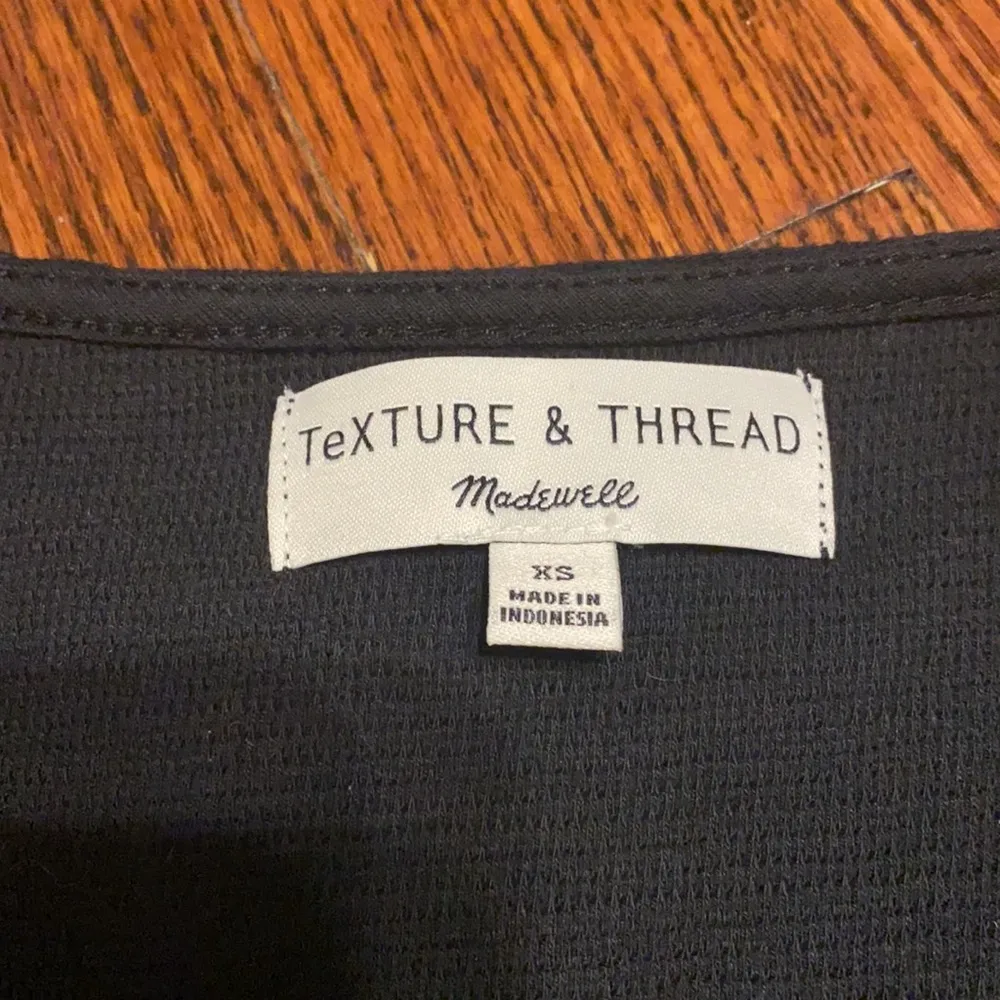 TeXTURE & THREAD
Madewell
XS
MADE IN
INDONESIA